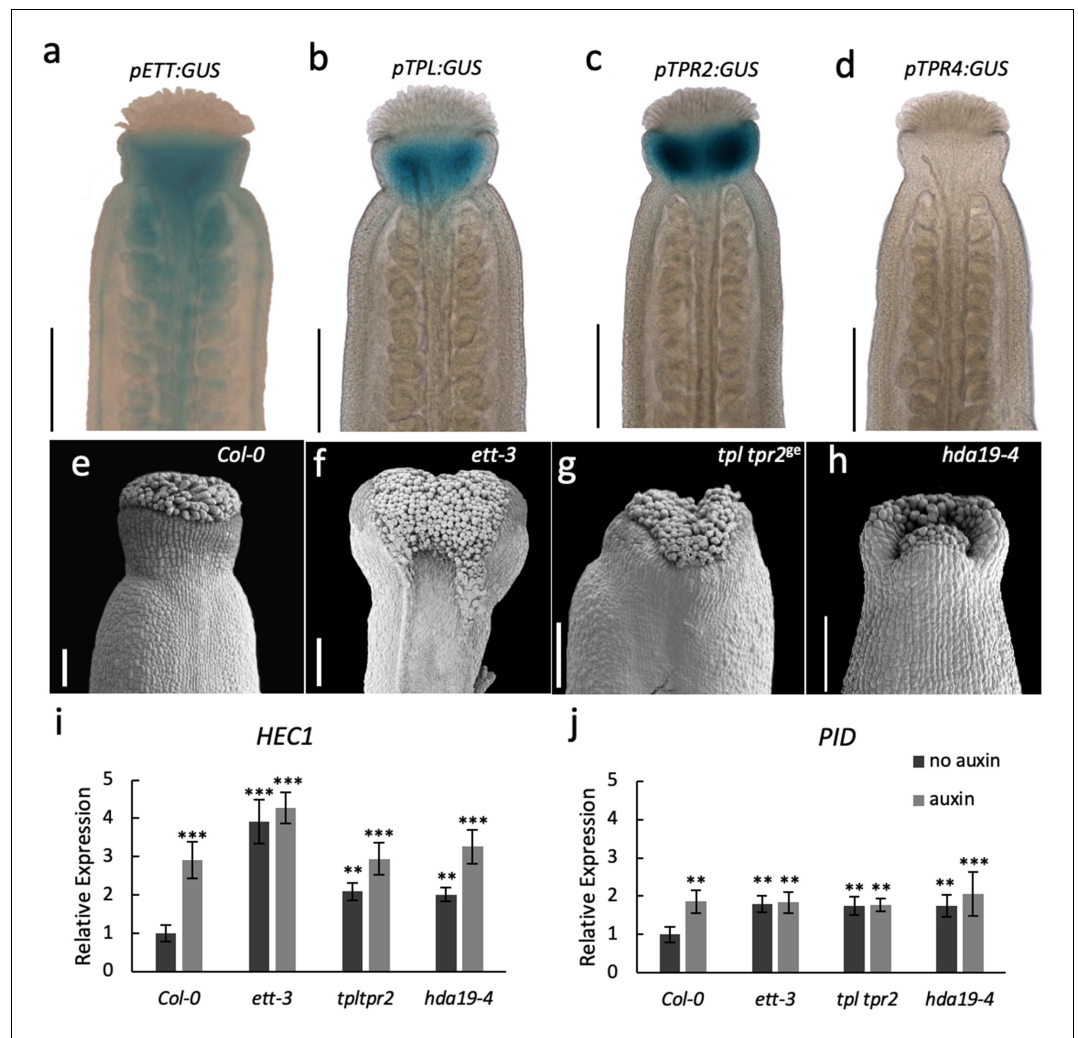 a
pETT:GUS
b
pTPL:GUS
c
pTPR2:GUS
d
pTPR4:GUS
e
Col-0
f
ett-3
g
tpl tpr2ᵍᵉ
h
hda19-4
i
HEC1
Relative Expression
5
4
3
2
1
0
***
***
***
**
***
**
***
Col-0
ett-3
tpltpr2
hda19-4
j
PID
no auxin
auxin
Relative Expression
5
4
3
2
1
0
**
**
**
**
**
**
***
Col-0
ett-3
tpl tpr2
hda19-4